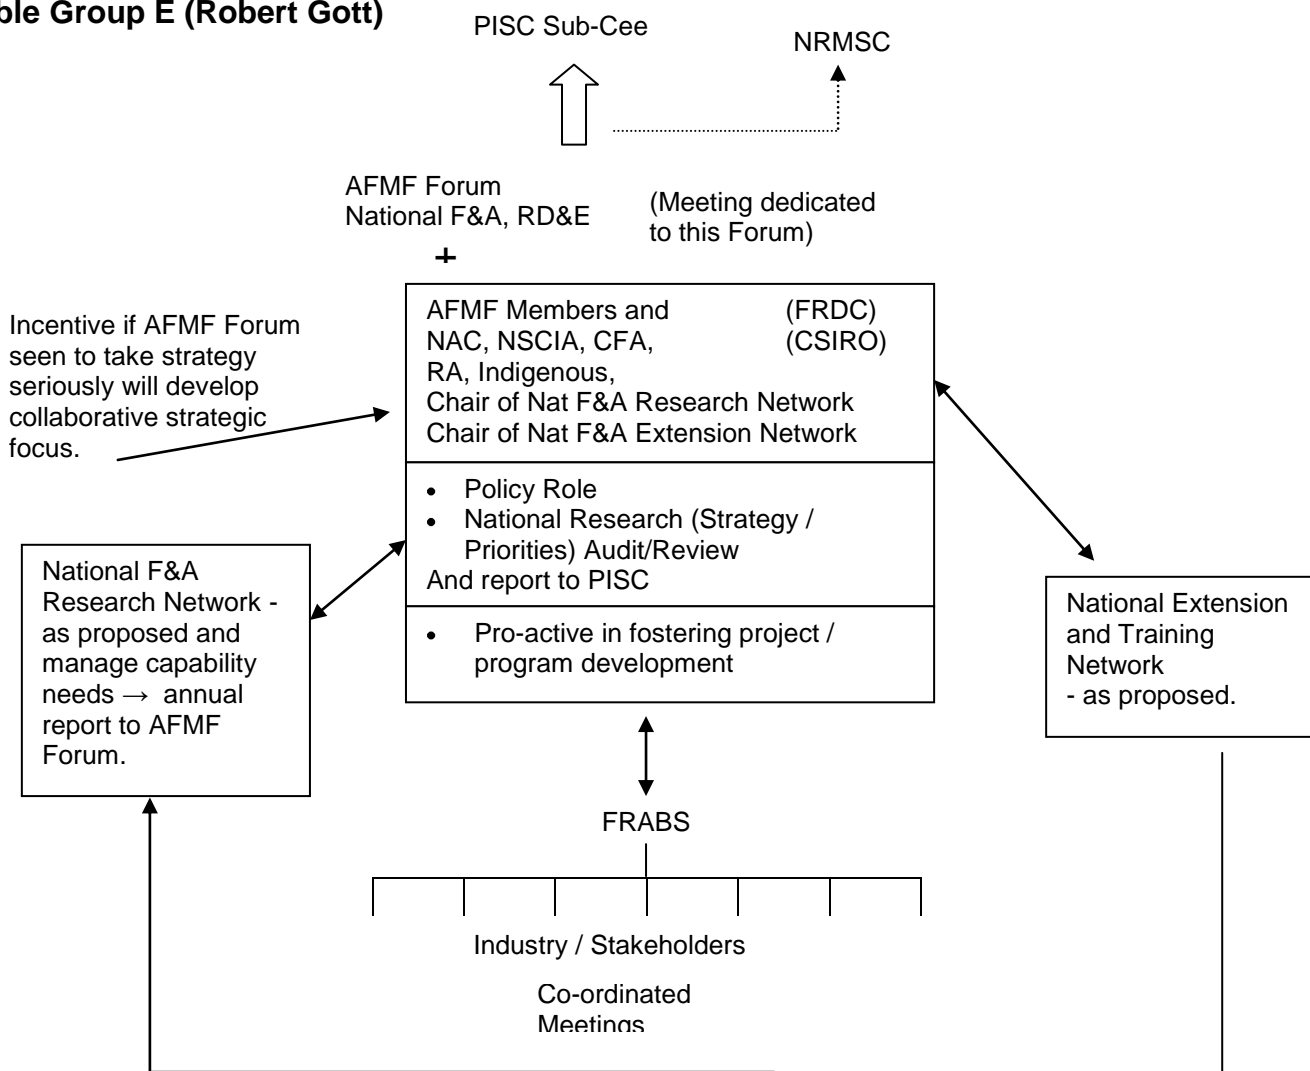 ble Group E (Robert Gott)
PISC Sub-Cee
NRMSC
AFMF Forum
National F&A, RD&E
(Meeting dedicated
to this Forum)
+
Incentive if AFMF Forum
seen to take strategy
seriously will develop
collaborative strategic
focus.
AFMF Members and (FRDC)
NAC, NSCIA, CFA, (CSIRO)
RA, Indigenous,
Chair of Nat F&A Research Network
Chair of Nat F&A Extension Network
• Policy Role
• National Research (Strategy /
Priorities) Audit/Review
And report to PISC
• Pro-active in fostering project /
program development
National F&A
Research Network -
as proposed and
manage capability
needs → annual
report to AFMF
Forum.
National Extension
and Training
Network
- as proposed.
FRABS
Industry / Stakeholders
Co-ordinated
Meetings